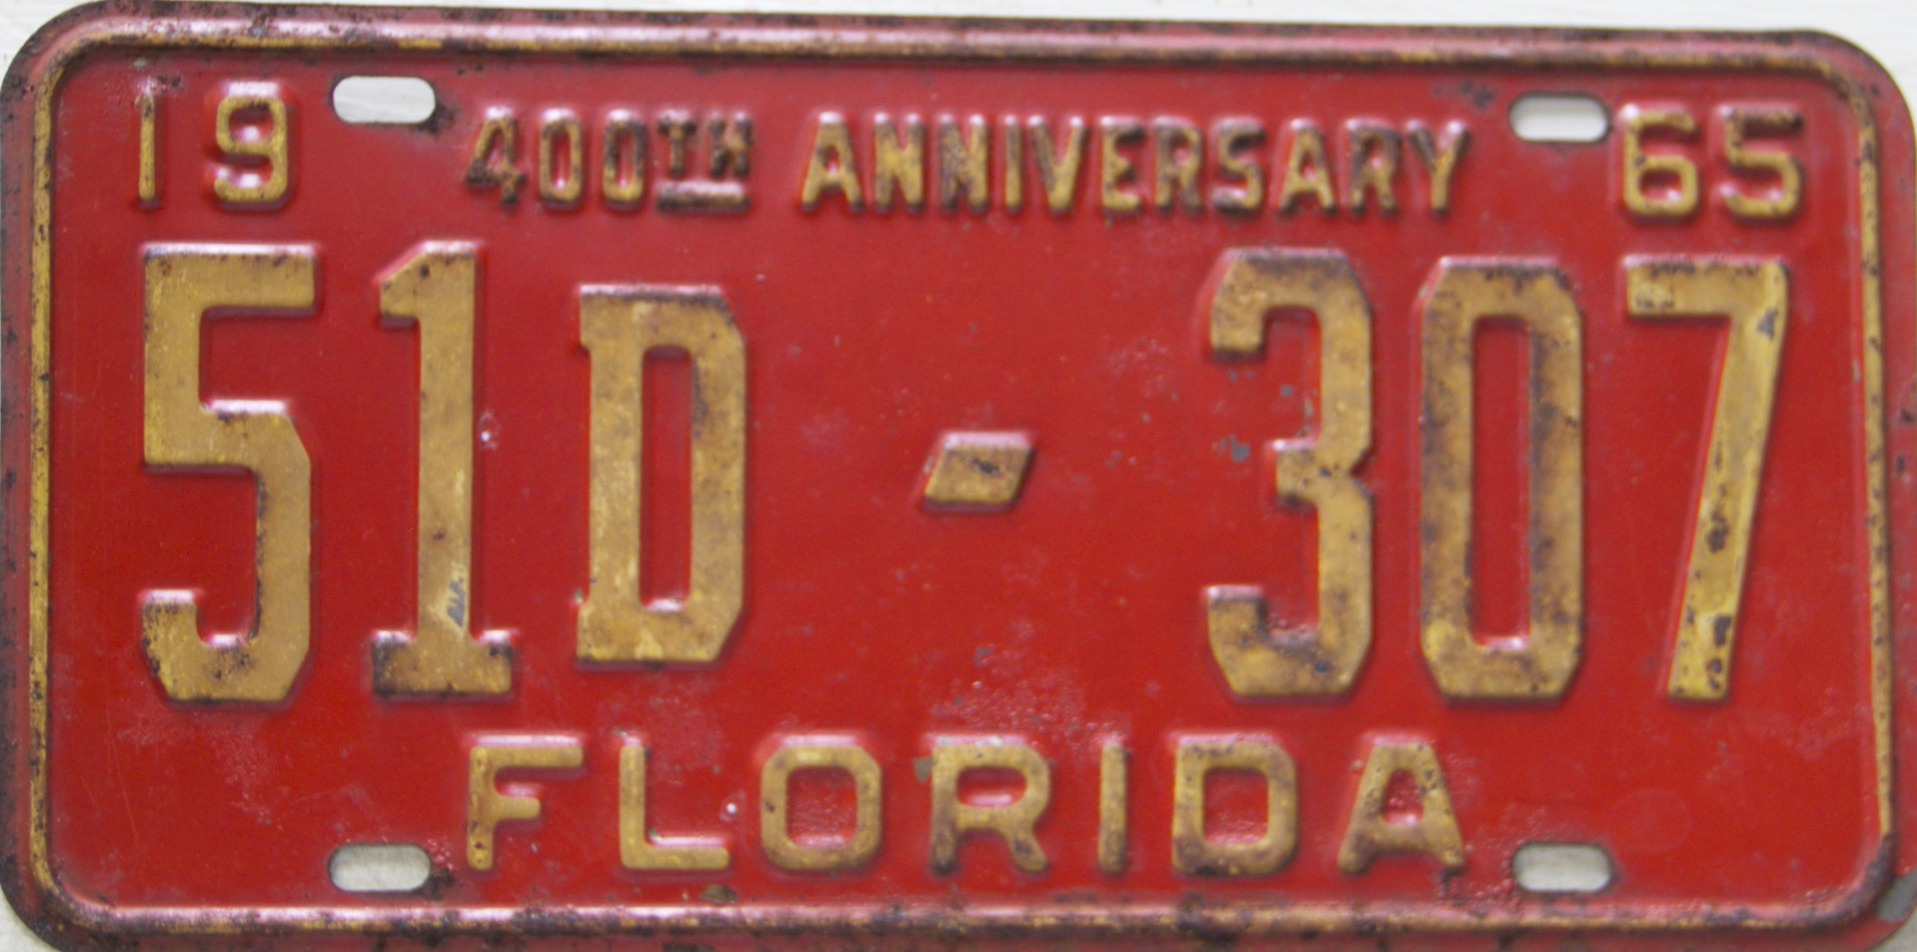 19 400TH ANNIVERSARY 65
51D-307
FLORIDA